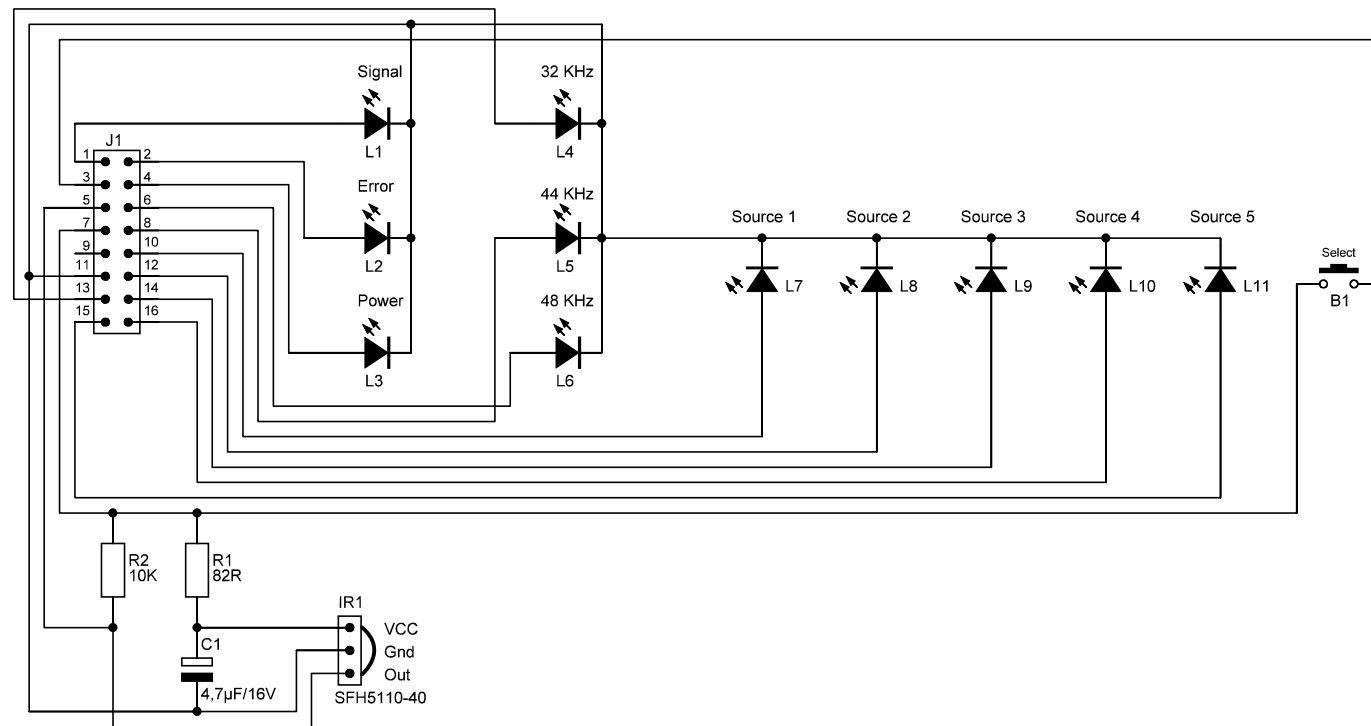 Signal
32 KHz
J1
L1
L4
1
2
3
4
5
6
7
8
9
10
11
12
13
14
15
16
Error
44 KHz
L2
L5
Source 1
Source 2
Source 3
Source 4
Source 5
Select
L7
L8
L9
L10
L11
B1
Power
48 KHz
L3
L6
R2
10K
R1
82R
IR1
VCC
C1
Gnd
Out
4,7µF/16V
SFH5110-40